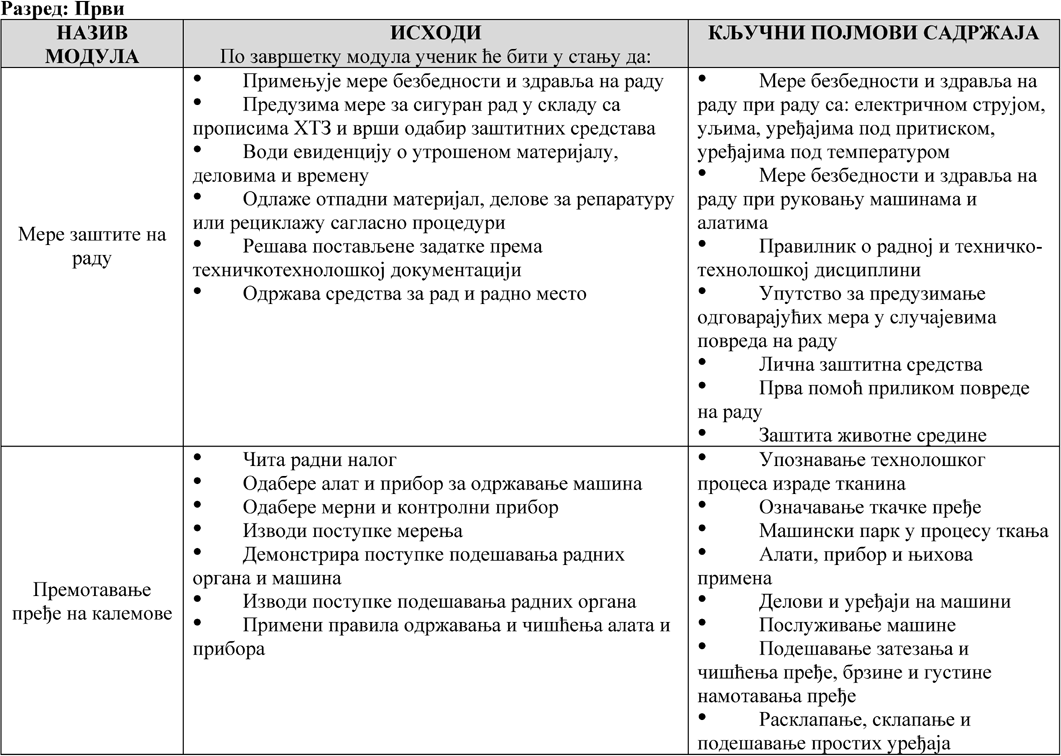 Разред: Први
НАЗИВ
МОДУЛА
ИСХОДИ
По завршетку модула ученик ће бити у стању да:
КЉУЧНИ ПОЈМОВИ САДРЖАЈА
Мере заштите на
раду
• Примењује мере безбедности и здравља на раду
• Предузима мере за сигуран рад у складу са
прописима ХТЗ и врши одабир заштитних средстава
• Води евиденцију о утрошеном материјалу,
деловима и времену
• Одлаже отпадни материјал, делове за репаратуру
или рециклажу сагласно процедури
• Решава постављене задатке према
техничкотехнолошкој документацији
• Одржава средства за рад и радно место
• Мере безбедности и здравља на
раду при раду са: електричном струјом,
уљима, уређајима под притиском,
уређајима под температуром
• Мере безбедности и здравља на
раду при руковању машинама и
алатима
• Правилник о радној и техничко-
технолошкој дисциплини
• Упутство за предузимање
одговарајућих мера у случајевима
повреда на раду
• Лична заштитна средства
• Прва помоћ приликом повреде
на раду
• Заштита животне средине
Премотавање
пређе на калемове
• Чита радни налог
• Одабере алат и прибор за одржавање машина
• Одабере мерни и контролни прибор
• Изводи поступке мерења
• Демонстрира поступке подешавања радних
органа и машина
• Изводи поступке подешавања радних органа
• Примени правила одржавања и чишћења алата и
прибора
• Упознавање технолошког
процеса израде тканина
• Означавање ткачке пређе
• Машински парк у процесу ткања
• Алати, прибор и њихова
примена
• Делови и уређаји на машини
• Послуживање машине
• Подешавање затезања и
чишћења пређе, брзине и густине
намотавања пређе
• Расклапање, склапање и
подешавање простих уређаја